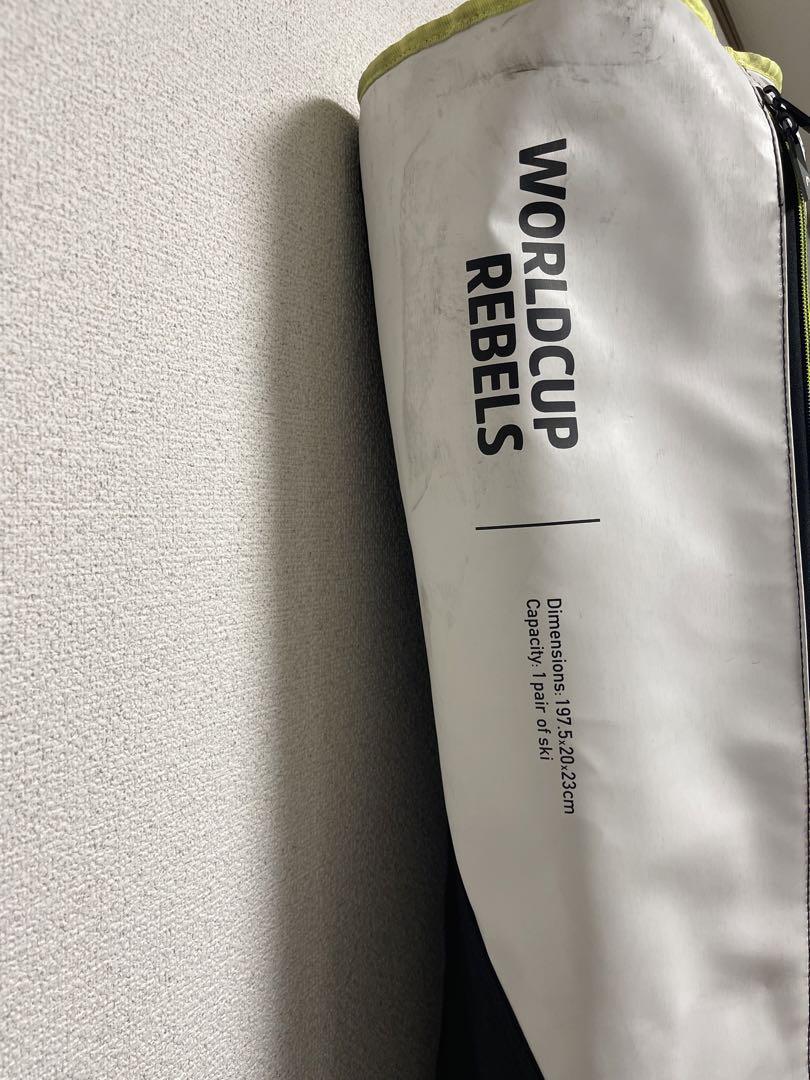 WORLDCUP
REBELS
Dimensions: 197.5x20x23cm
Capacity: 1 pair of ski